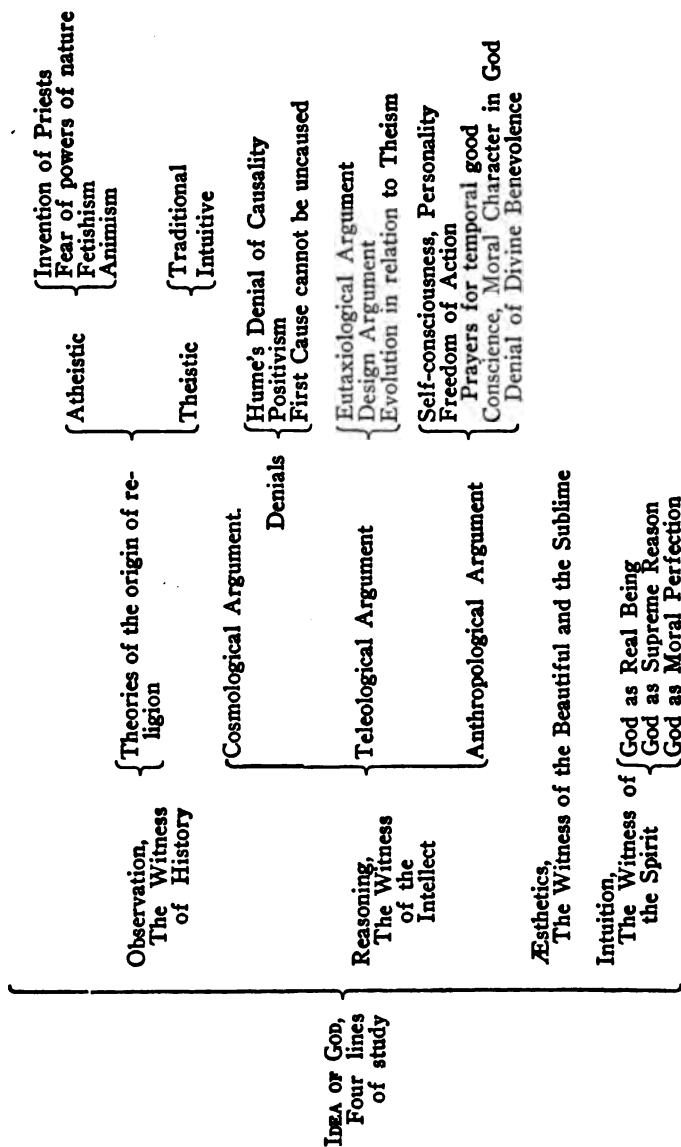 IDEA OF GOD,
Four lines
of study
Observation,
The Witness
of History
Theories of the origin of re-
ligion
Atheistic
Invention of Priests
Fear of powers of nature
Fetishism
Animism
Theistic
Traditional
Intuitive
Reasoning,
The Witness
of the
Intellect
Cosmological Argument.
Denials
Hume's Denial of Causality
Positivism
First Cause cannot be uncaused
Teleological Argument
Eutaxiological Argument
Design Argument
Evolution in relation to Theism
Anthropological Argument
Self-consciousness, Personality
Freedom of Action
Prayers for temporal good
Conscience, Moral Character in God
Denial of Divine Benevolence
Æsthetics,
The Witness of the Beautiful and the Sublime
Intuition,
The Witness of
the Spirit
God as Real Being
God as Supreme Reason
God as Moral Perfection